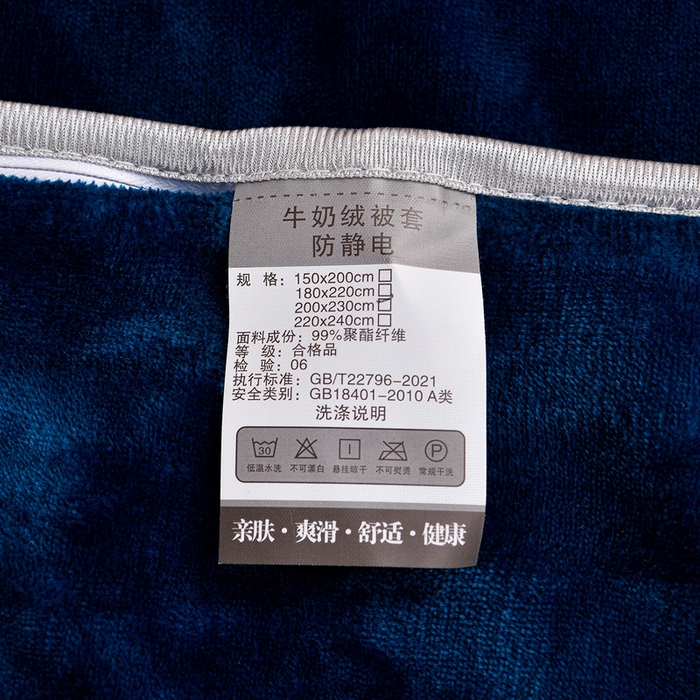 牛奶绒被套
防静电
规 格：150x200cm□
180x220cm□
200x230cm□
220x240cm□
面料成份：99%聚酯纤维
等 级：合格品
检 验：06
执行标准：GB/T22796-2021
安全类别：GB18401-2010 A类
洗涤说明
30 P
低温水洗 不可漂白 悬挂晾干 不可熨烫 常规干洗
亲肤·爽滑·舒适·健康